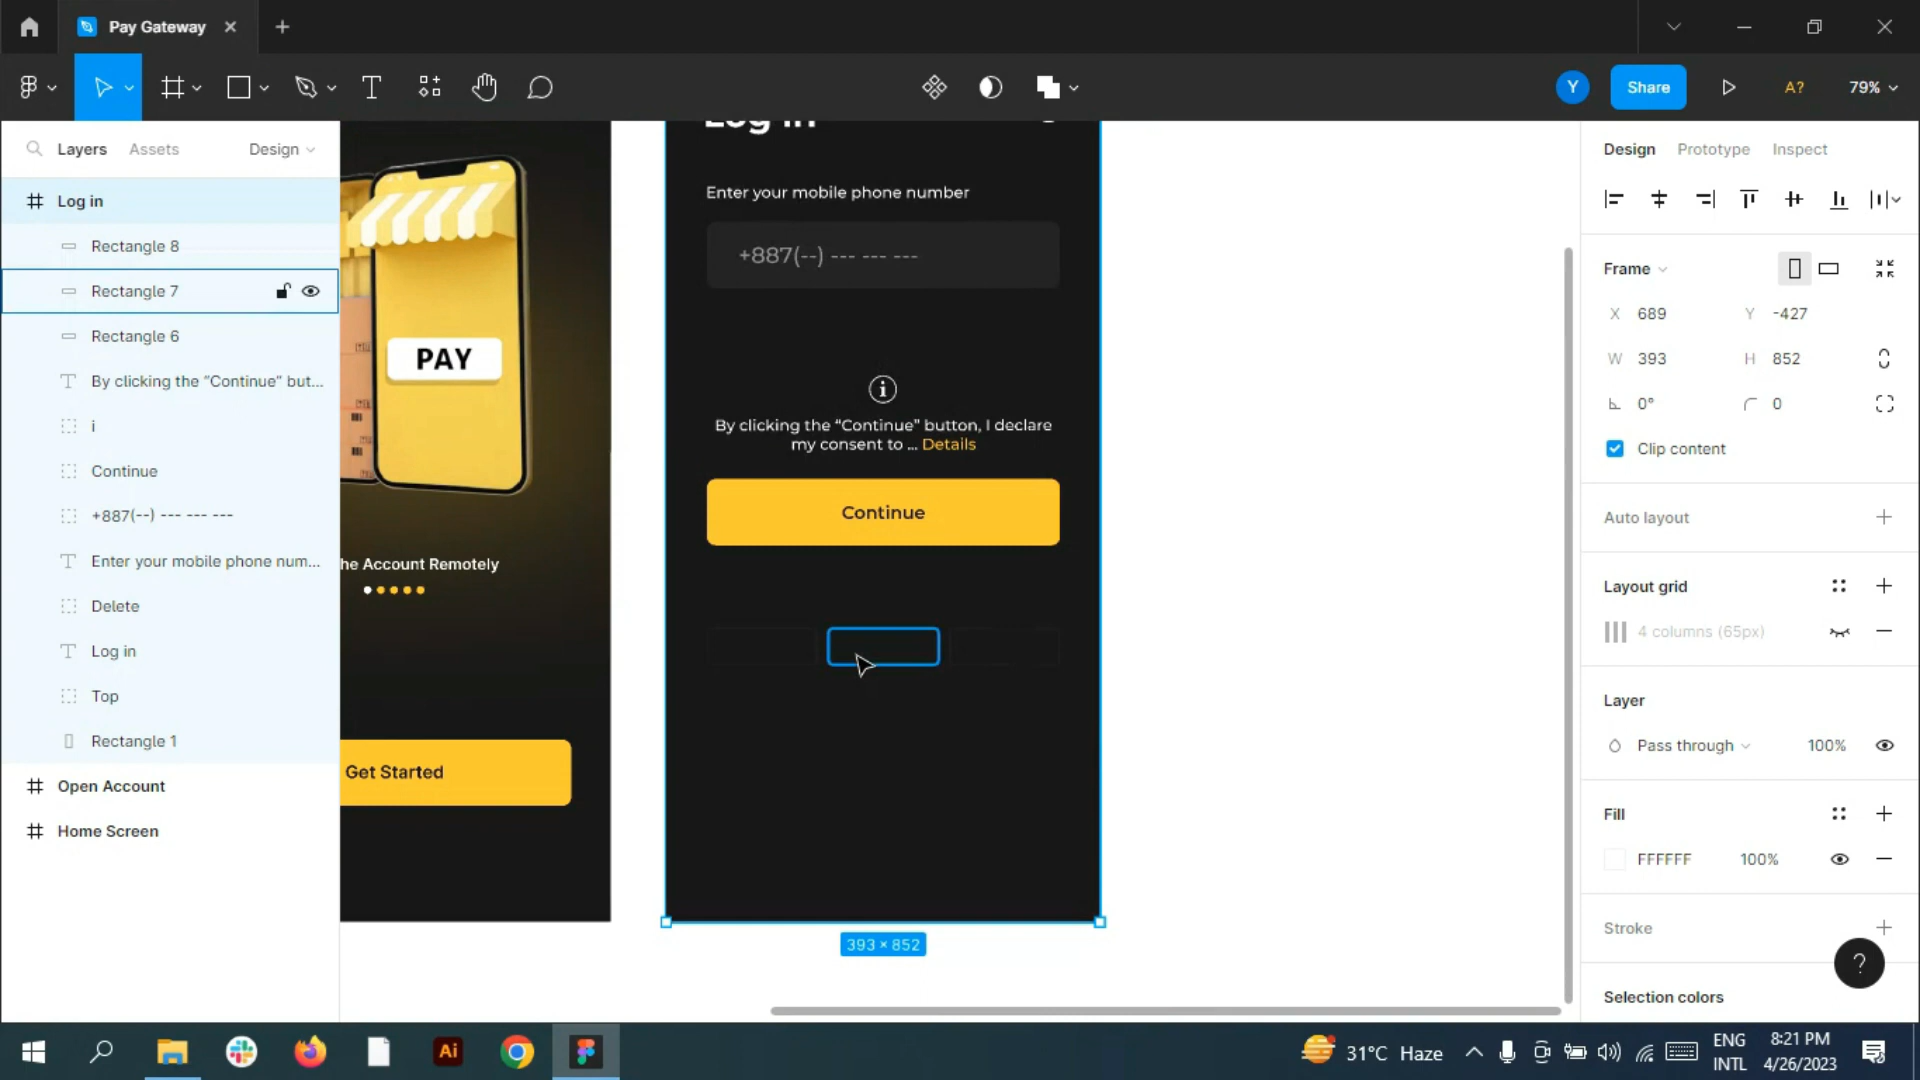 Pay Gateway
Y
Share
A?
79%
Layers
Assets
Design
Log in
Rectangle 8
Rectangle 7
Rectangle 6
By clicking the “Continue” but...
i
Continue
+887(--) --- --- ---
Enter your mobile phone num...
Delete
Log in
Top
Rectangle 1
Open Account
Home Screen
PAY
he Account Remotely
Get Started
Log in
Enter your mobile phone number
+887(--) --- --- ---
i
By clicking the “Continue” button, I declare
my consent to ... Details
Continue
393 × 852
Design
Prototype
Inspect
Frame
X 689
Y -427
W 393
H 852
0°
0
Clip content
Auto layout
Layout grid
4 columns (65px)
Layer
Pass through
100%
Fill
FFFFFF
100%
Stroke
?
Selection colors
Ai
31°C Haze
ENG
INTL
8:21 PM
4/26/2023